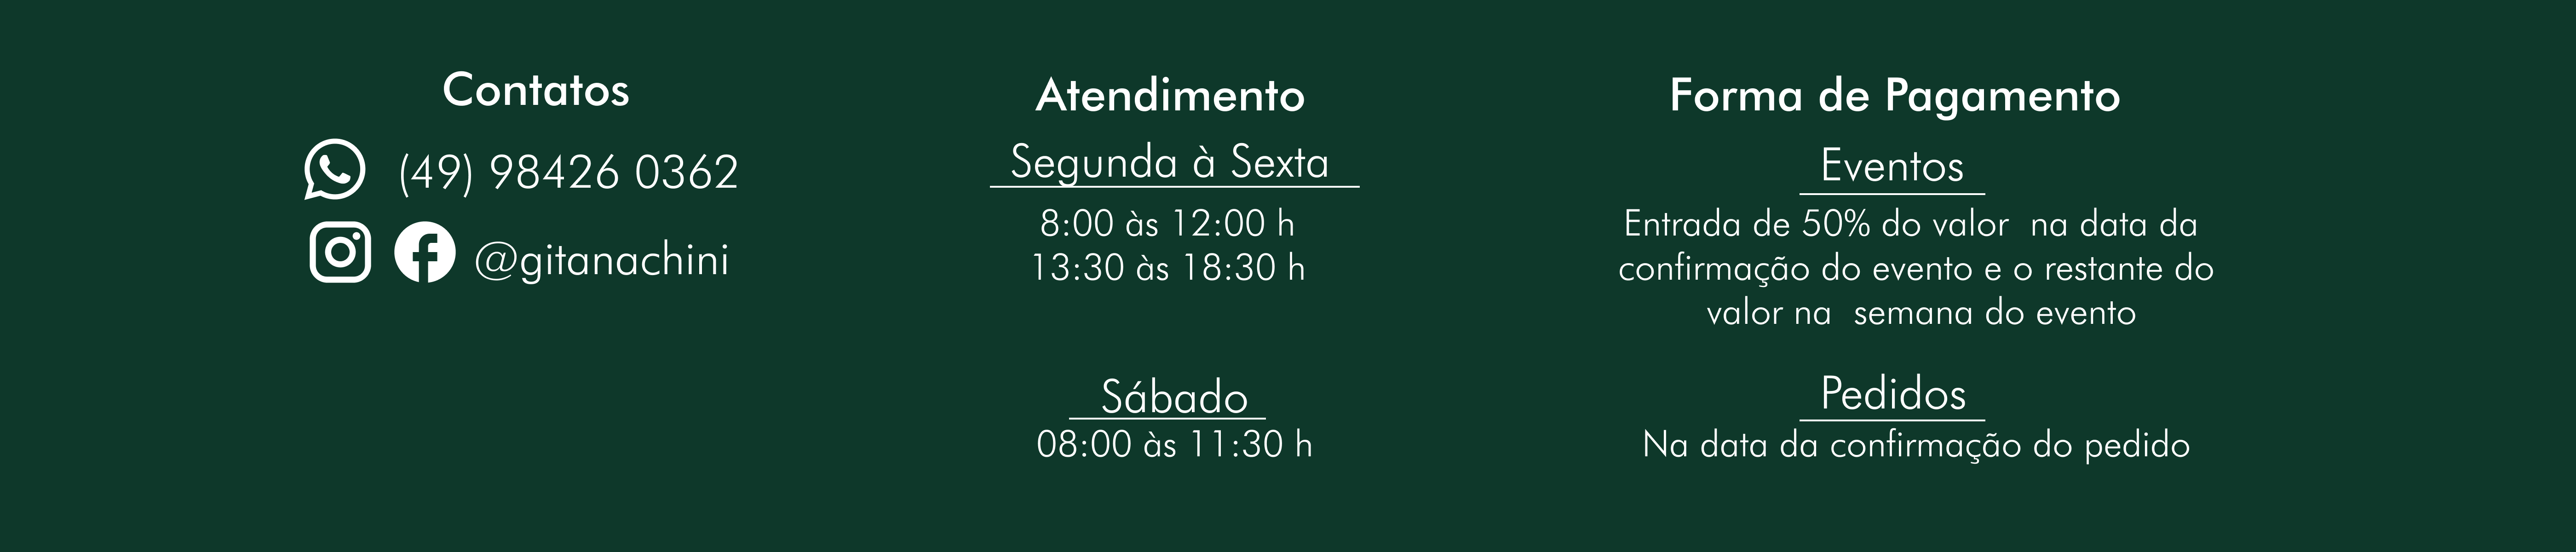 Contatos
(49) 98426 0362
@gitanachini
Atendimento
Segunda à Sexta
8:00 às 12:00 h
13:30 às 18:30 h
Sábado
08:00 às 11:30 h
Forma de Pagamento
Eventos
Entrada de 50% do valor na data da
confirmação do evento e o restante do
valor na semana do evento
Pedidos
Na data da confirmação do pedido